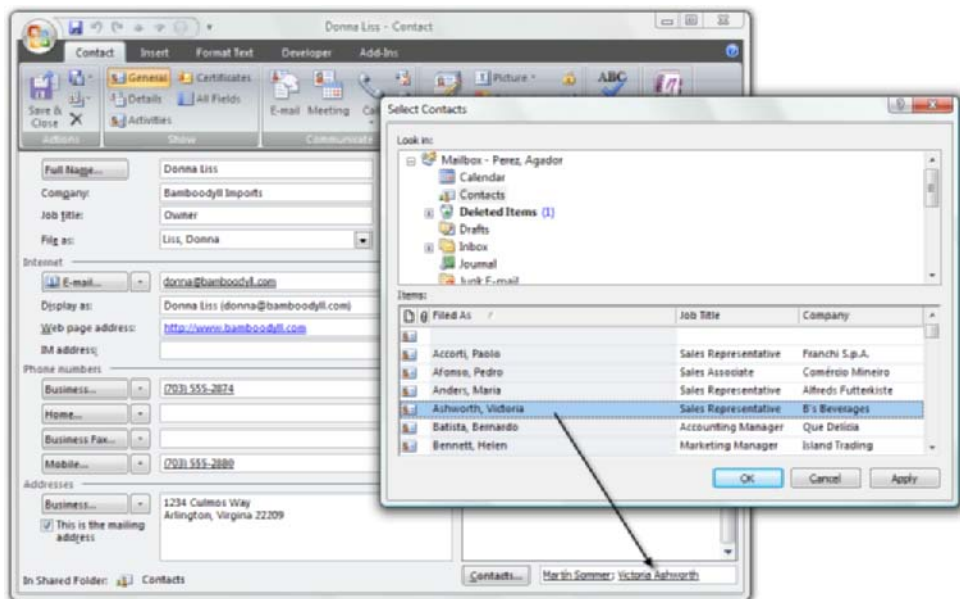 Donna Liss - Contact
Contact Insert Format Text Developer Add-Ins
Save & Close
General
Details
Activities
Certificates
All Fields
E-mail Meeting
Picture
ABC
Actions Show Communicate
Full Name... Donna Liss
Company: Bamboodyll Imports
Job title: Owner
File as: Liss, Donna
Internet
E-mail... donna@bamboodyll.com
Display as: Donna Liss (donna@bamboodyll.com)
Web page address: http://www.bamboodyll.com
IM address:
Phone numbers
Business... (703) 555-2874
Home...
Business Fax...
Mobile... (703) 555-2880
Addresses
Business... 1234 Culmos Way
Arlington, Virgina 22209
This is the mailing
address
In Shared Folder: Contacts
Contacts... Martin Sommer; Victoria Ashworth
Select Contacts
Look in:
Mailbox - Perez, Agador
Calendar
Contacts
Deleted Items (1)
Drafts
Inbox
Journal
Junk E-mail
Items:
Filed As Job Title Company
Accorti, Paolo Sales Representative Franchi S.p.A.
Afonso, Pedro Sales Associate Comércio Mineiro
Anders, Maria Sales Representative Alfreds Futterkiste
Ashworth, Victoria Sales Representative B's Beverages
Batista, Bernardo Accounting Manager Que Delícia
Bennett, Helen Marketing Manager Island Trading
OK Cancel Apply